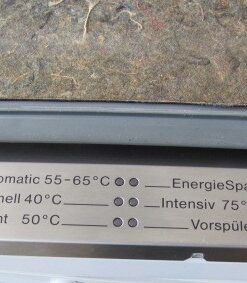 omatic 55-65°C EnergieSpa
nell 40°C Intensiv 75°
nt 50°C Vorspüle